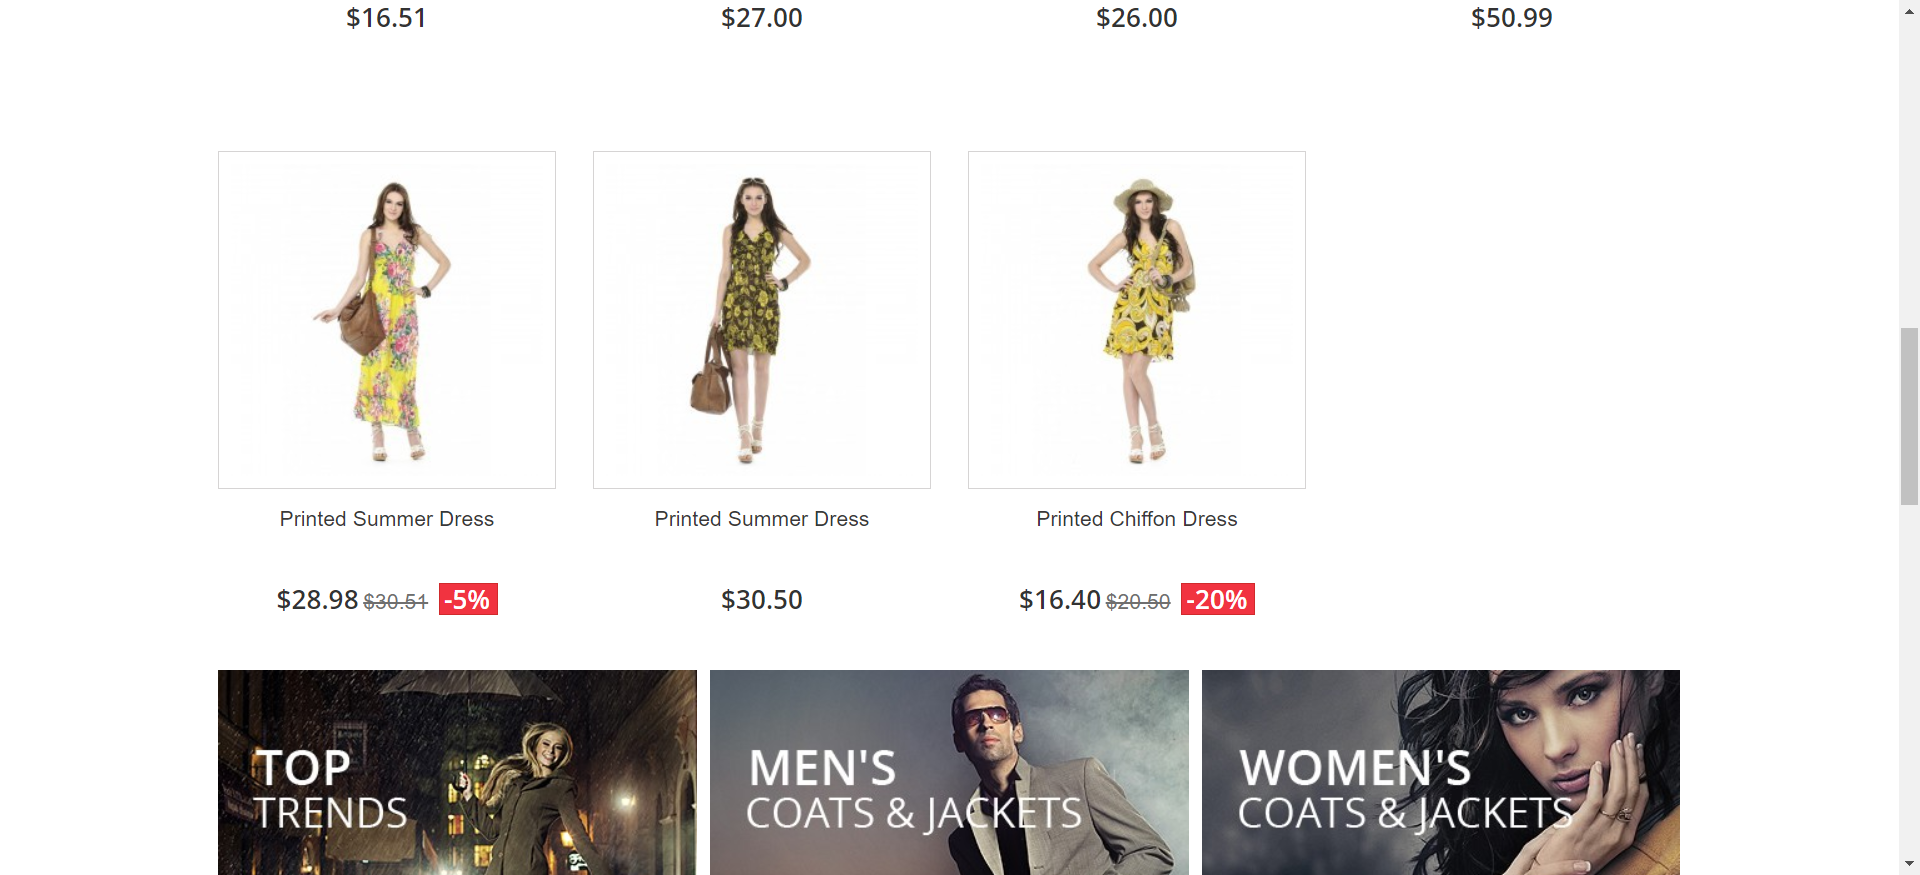 $16.51 $27.00 $26.00 $50.99
Printed Summer Dress Printed Summer Dress Printed Chiffon Dress
$28.98 $30.51 -5% $30.50 $16.40 $20.50 -20%
TOP
TRENDS
MEN'S
COATS & JACKETS
WOMEN'S
COATS & JACKETS